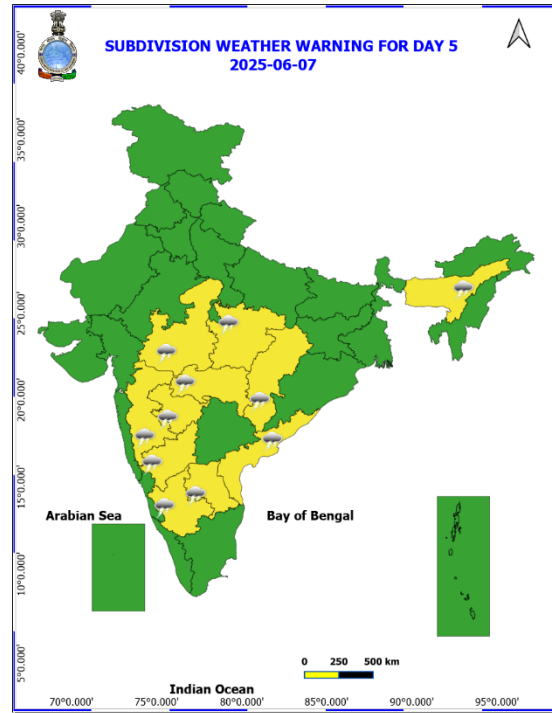 SUBDIVISION WEATHER WARNING FOR DAY 5
2025-06-07
40°0.000'
35°0.000'
30°0.000'
25°0.000'
20°0.000'
15°0.000'
10°0.000'
5°0.000'
Arabian Sea
Bay of Bengal
0 250 500 km
Indian Ocean
70°0.000' 75°0.000' 80°0.000' 85°0.000' 90°0.000' 95°0.000'